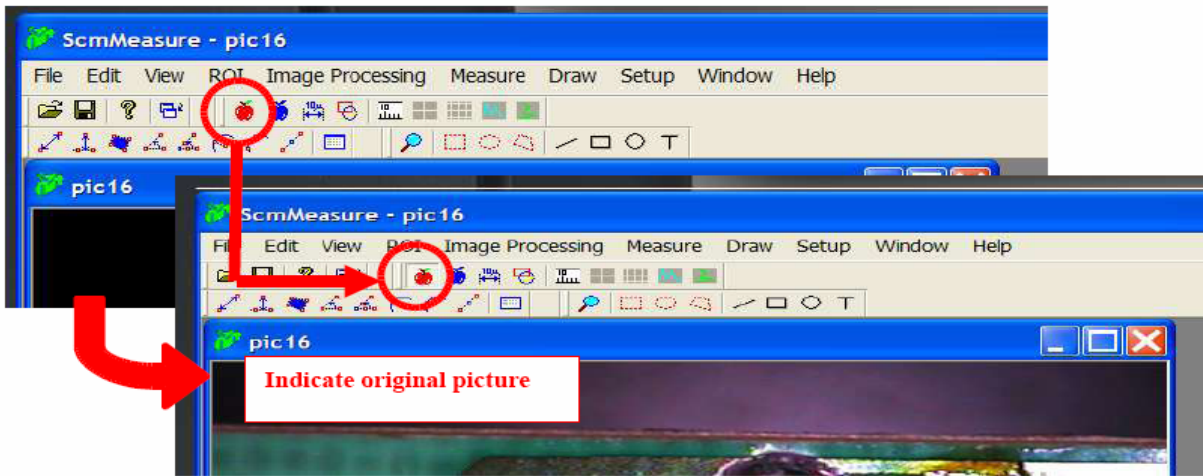 ScmMeasure - pic16
File Edit View ROI Image Processing Measure Draw Setup Window Help
pic16
ScmMeasure - pic16
File Edit View ROI Image Processing Measure Draw Setup Window Help
pic16
Indicate original picture